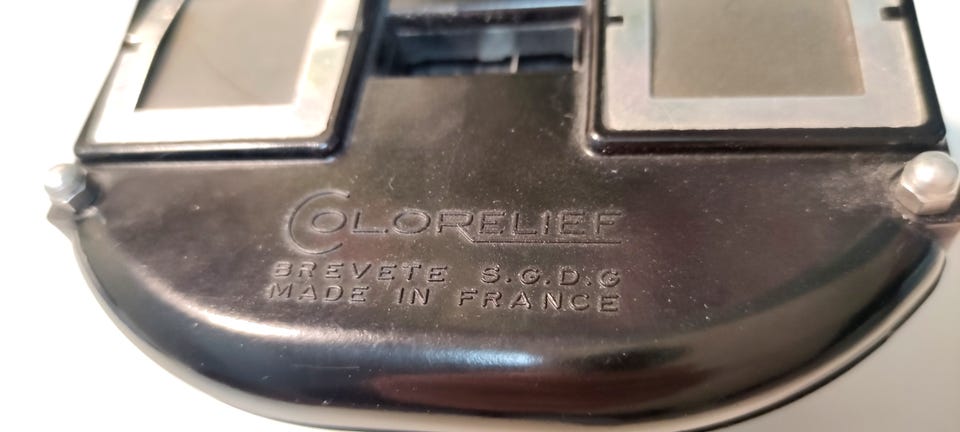 COLORELIEF
BREVETE S.G.D.G
MADE IN FRANCE